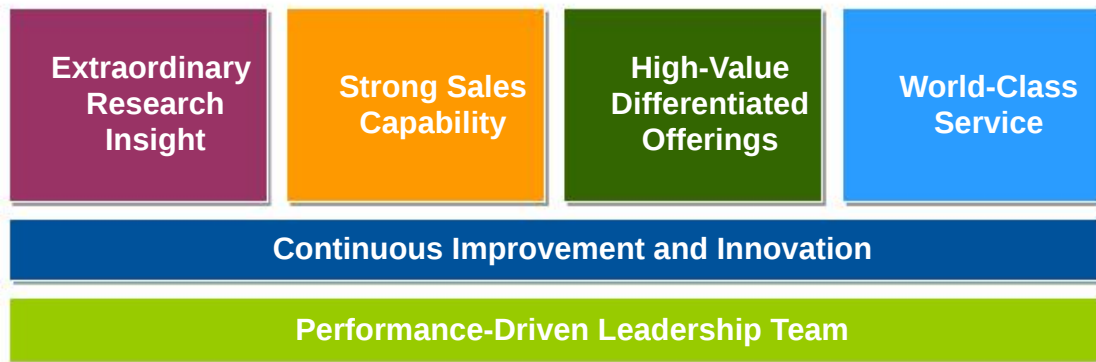 Extraordinary
Research
Insight
Strong Sales
Capability
High-Value
Differentiated
Offerings
World-Class
Service
Continuous Improvement and Innovation
Performance-Driven Leadership Team